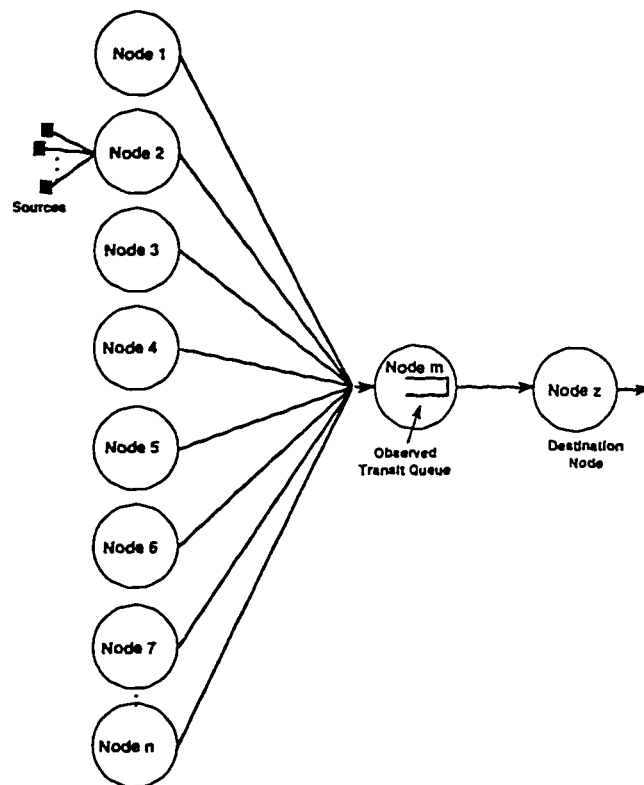 Node 1
Node 2
Sources
Node 3
Node 4
Node m
Node z
Observed
Transit Queue
Destination
Node
Node 5
Node 6
Node 7
Node n